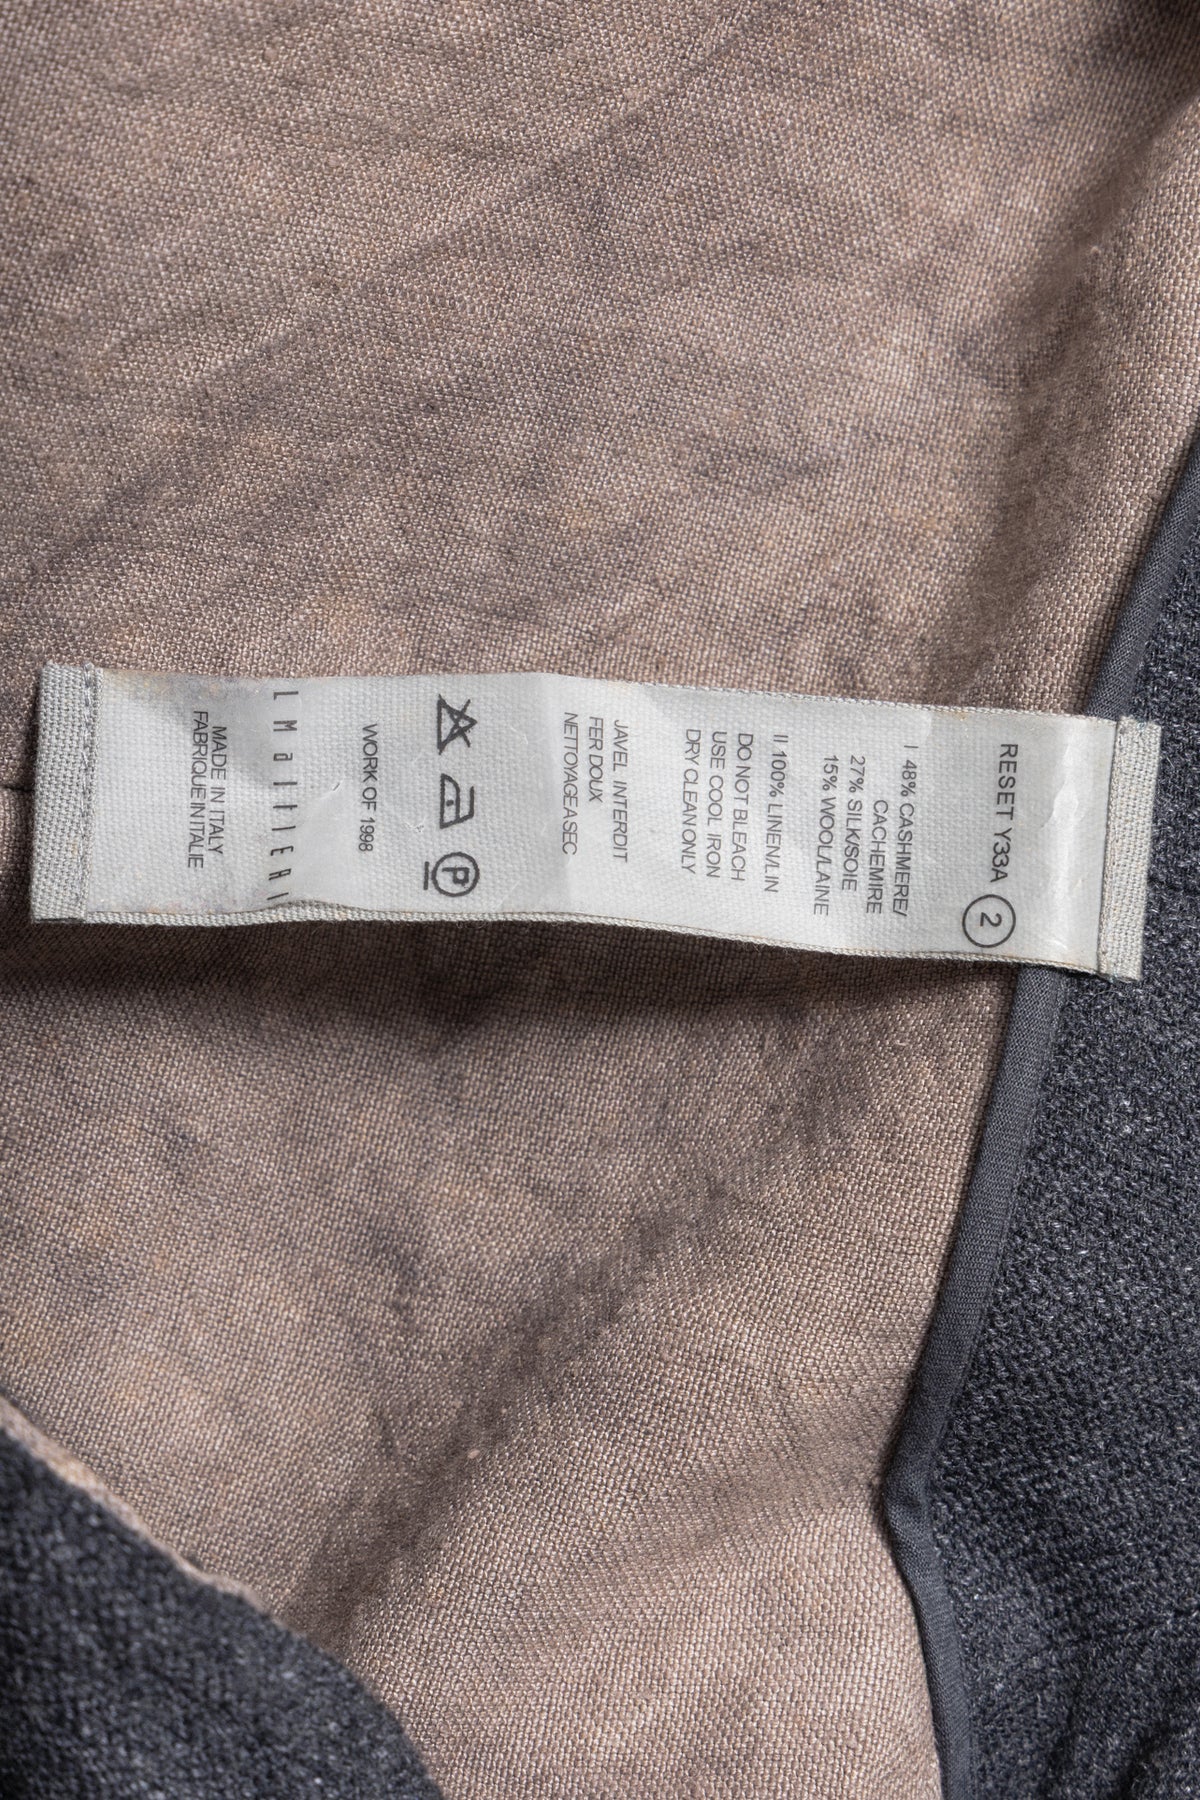 RESET Y33A 2
I 48% CASHMERE/
CACHEMIRE
27% SILK/SOIE
15% WOOL/LAINE
II 100% LINEN/LIN
DO NOT BLEACH
USE COOL IRON
DRY CLEAN ONLY
JAVEL INTERDIT
FER DOUX
NETTOYAGE A SEC
P
WORK OF 1998
L MaltIERI
MADE IN ITALY
FABRIQUE IN ITALIE